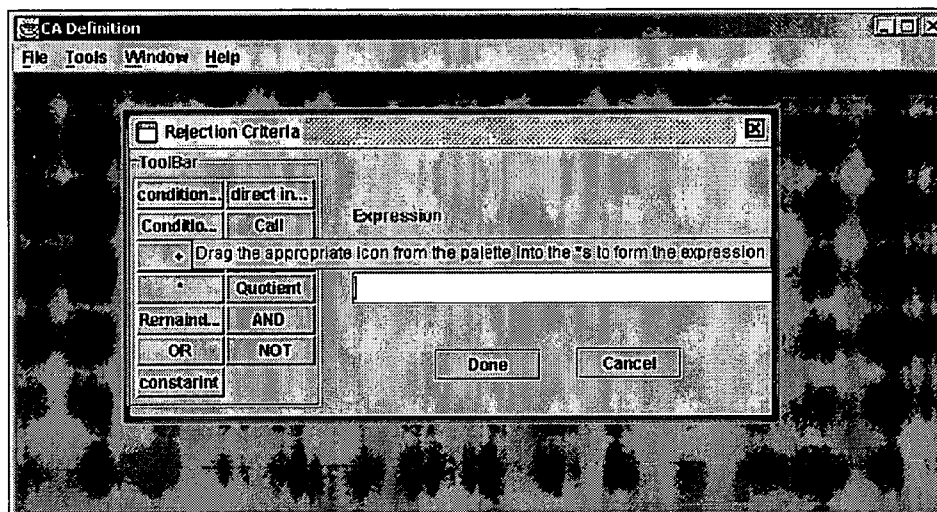 CA Definition
File Tools Window Help
Rejection Criteria
ToolBar
condition... direct in...
Conditio... Call
Expression
+
Drag the appropriate icon from the palette into the *s to form the expression
* Quotient
Remaind... AND
OR NOT
constarint
Done Cancel